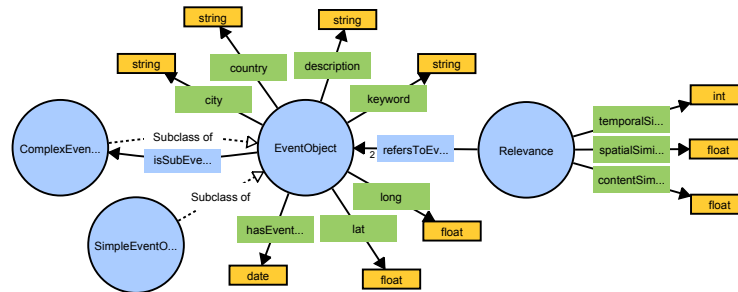 string
string
string
country
description
string
city
keyword
int
temporalSi...
Subclass of
ComplexEven...
EventObject
2
refersToEv...
Relevance
spatialSimi...
float
isSubEve...
contentSim...
Subclass of
long
float
hasEvent...
lat
float
SimpleEventO...
date
float